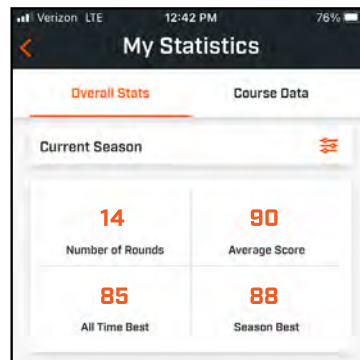 Verizon LTE 12:42 PM 76%
My Statistics
Overall Stats Course Data
Current Season
14 90
Number of Rounds Average Score
85 88
All Time Best Season Best